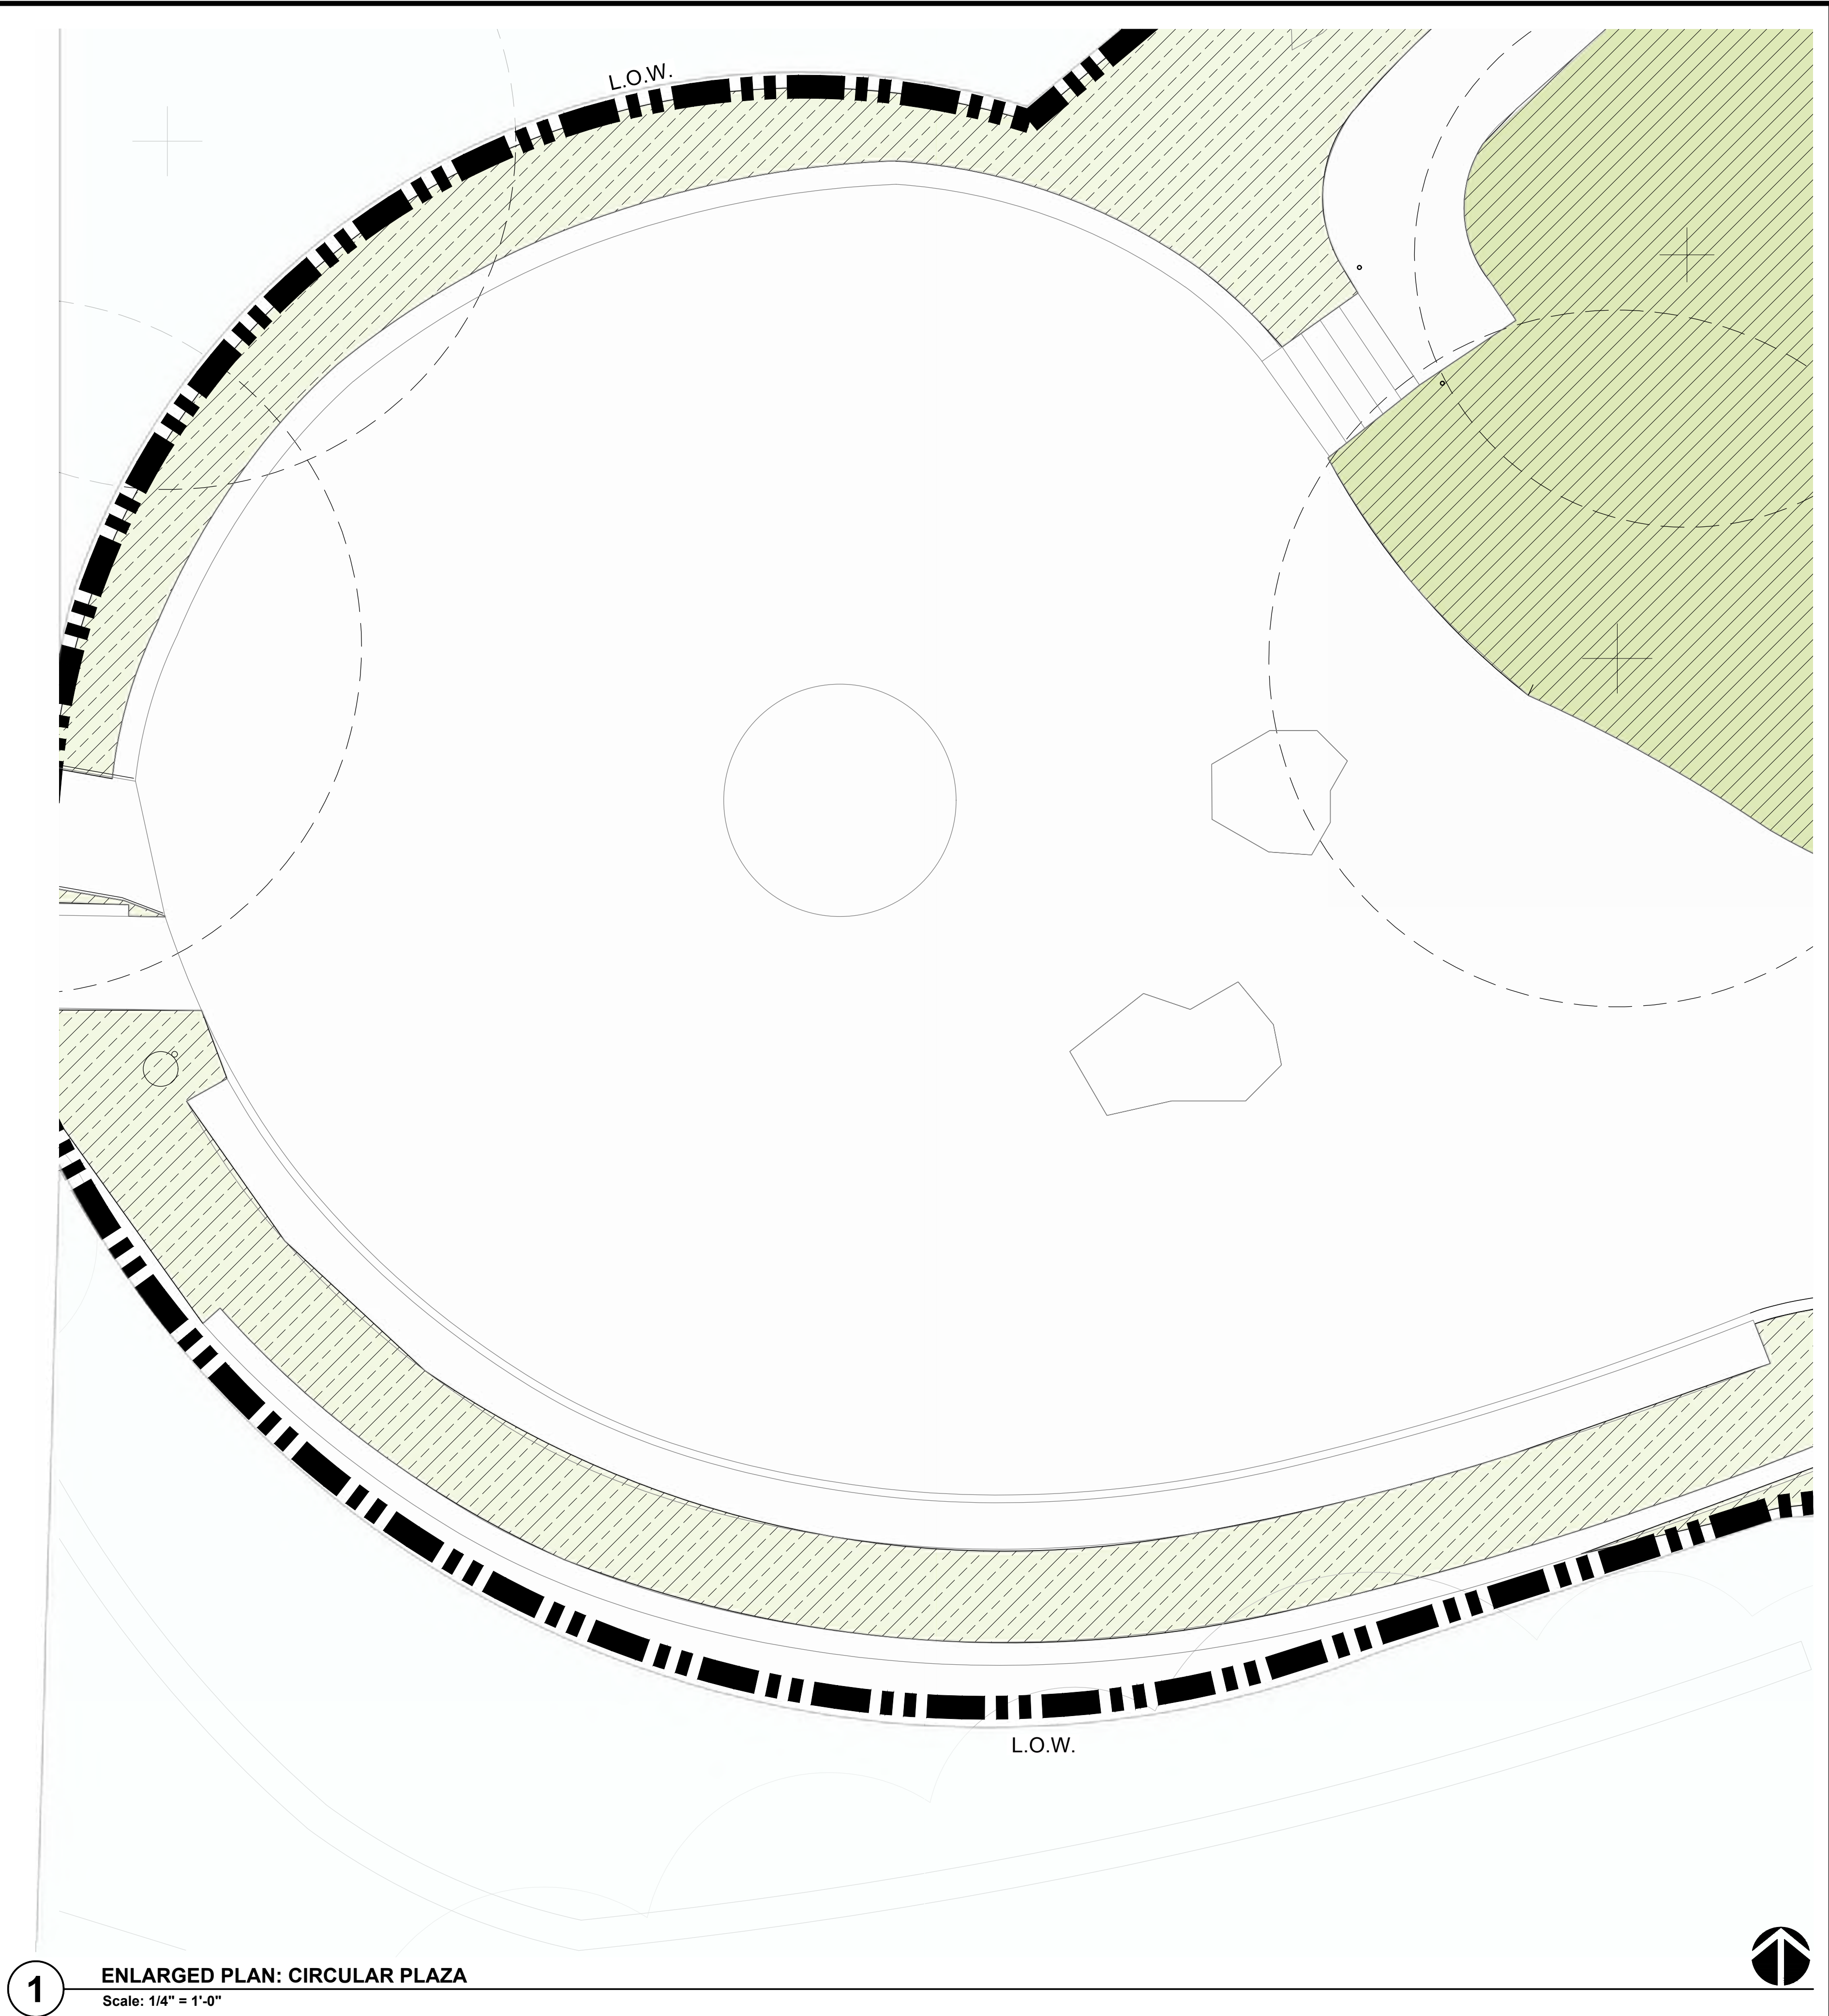 L.O.W.
L.O.W.
1
ENLARGED PLAN: CIRCULAR PLAZA
Scale: 1/4" = 1'-0"